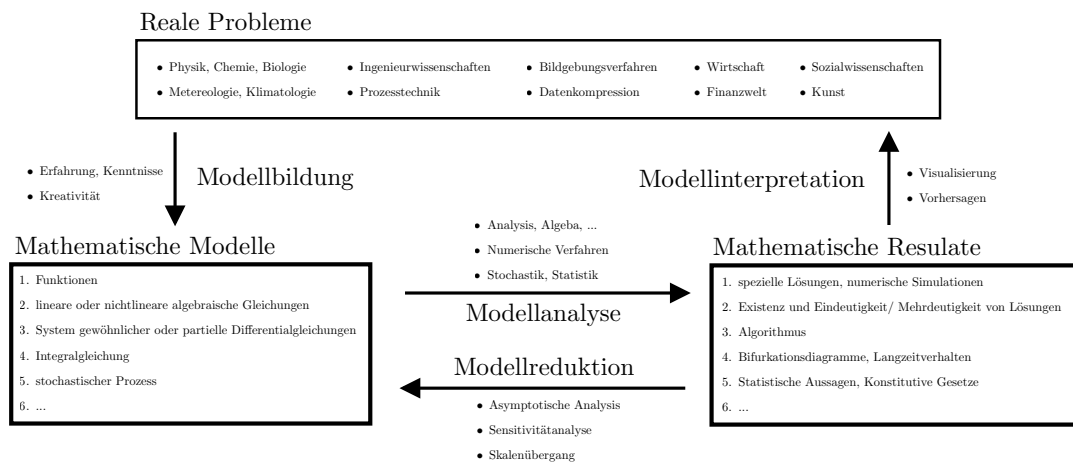 Reale Probleme
• Physik, Chemie, Biologie
• Metereologie, Klimatologie
• Ingenieurwissenschaften
• Prozesstechnik
• Bildgebungsverfahren
• Datenkompression
• Wirtschaft
• Finanzwelt
• Sozialwissenschaften
• Kunst
• Erfahrung, Kenntnisse
• Kreativität
Modellbildung
Modellinterpretation
• Visualisierung
• Vorhersagen
Mathematische Modelle
1. Funktionen
2. lineare oder nichtlineare algebraische Gleichungen
3. System gewöhnlicher oder partielle Differentialgleichungen
4. Integralgleichung
5. stochastischer Prozess
6. ...
• Analysis, Algeba, ...
• Numerische Verfahren
• Stochastik, Statistik
Modellanalyse
Modellreduktion
• Asymptotische Analysis
• Sensitivitätanalyse
• Skalenübergang
Mathematische Resulate
1. spezielle Lösungen, numerische Simulationen
2. Existenz und Eindeutigkeit/ Mehrdeutigkeit von Lösungen
3. Algorithmus
4. Bifurkationsdiagramme, Langzeitverhalten
5. Statistische Aussagen, Konstitutive Gesetze
6. ...